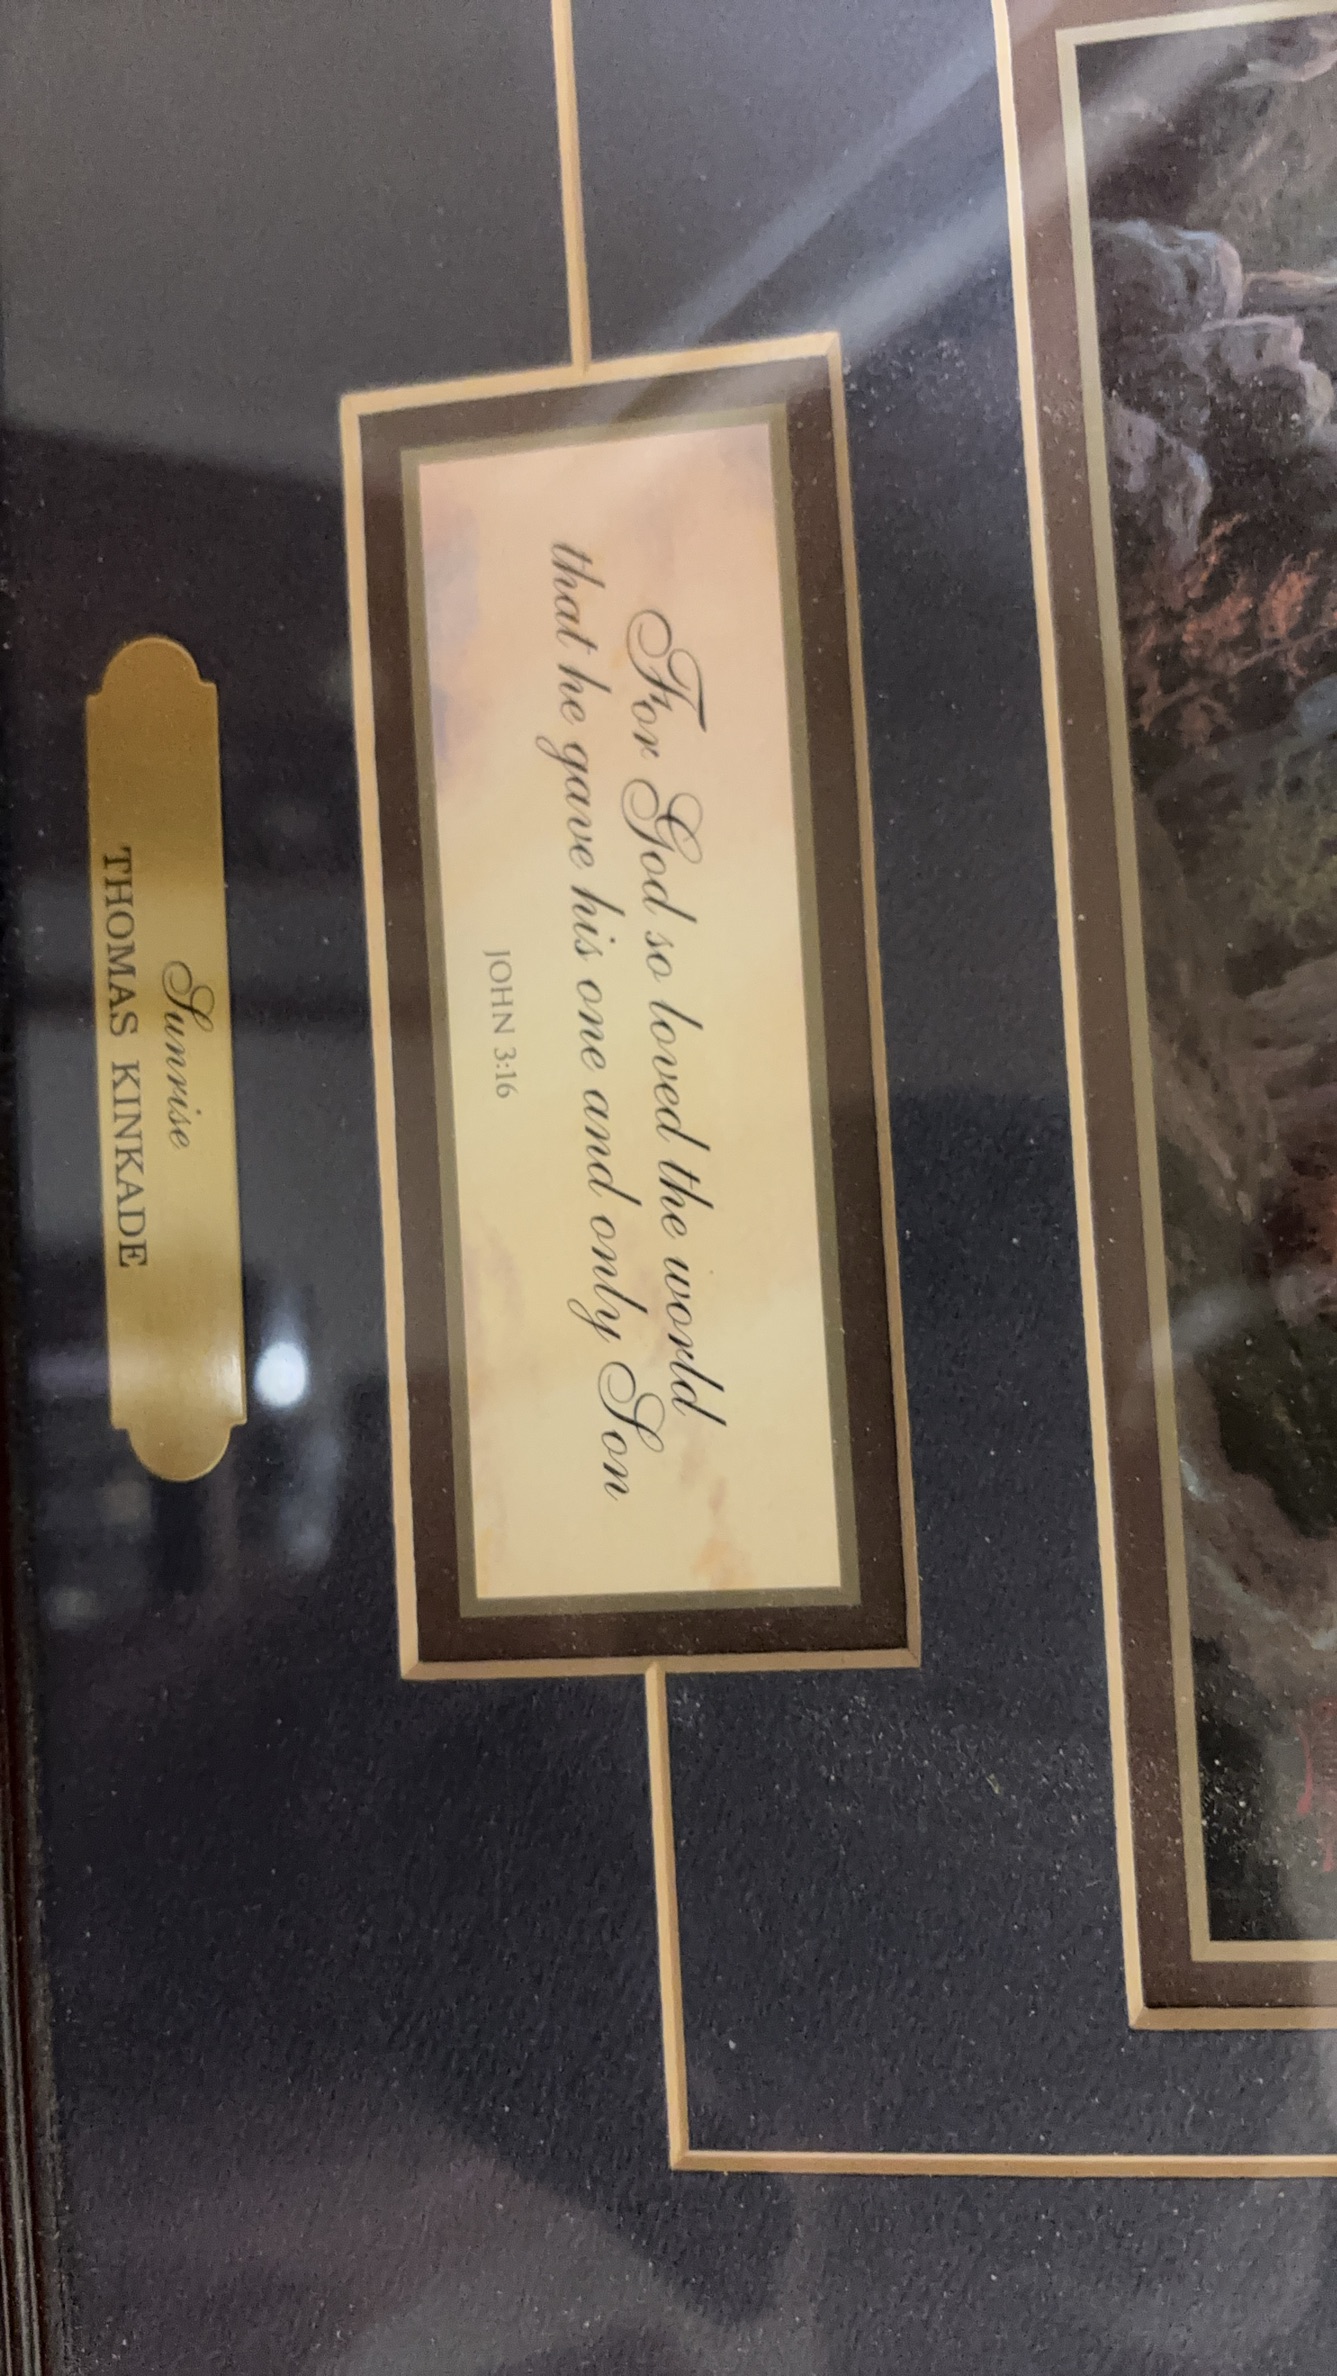 For God so loved the world
that he gave his one and only Son
JOHN 3:16
Sunrise
THOMAS KINKADE